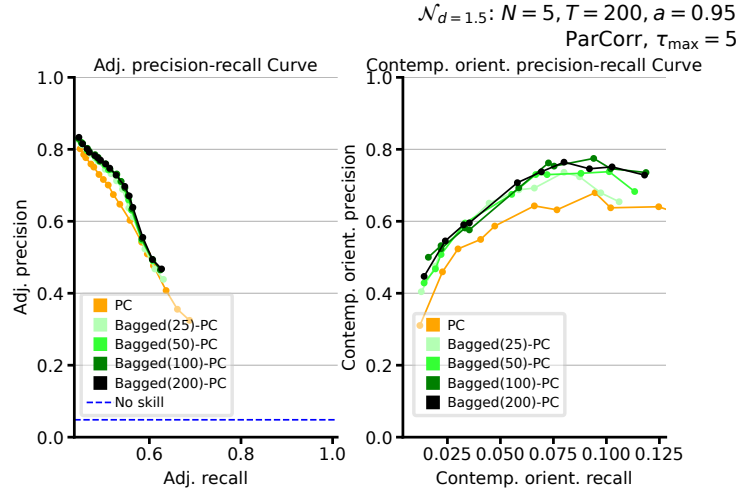 𝒩_{d=1.5}: N = 5, T = 200, a = 0.95
ParCorr, τ_max = 5
Adj. precision-recall Curve
Contemp. orient. precision-recall Curve
Adj. precision
1.0
0.8
0.6
0.4
0.2
0.0
PC
Bagged(25)-PC
Bagged(50)-PC
Bagged(100)-PC
Bagged(200)-PC
No skill
0.6
0.8
1.0
Adj. recall
Contemp. orient. precision
1.0
0.8
0.6
0.4
0.2
0.0
PC
Bagged(25)-PC
Bagged(50)-PC
Bagged(100)-PC
Bagged(200)-PC
0.025
0.050
0.075
0.100
0.125
Contemp. orient. recall